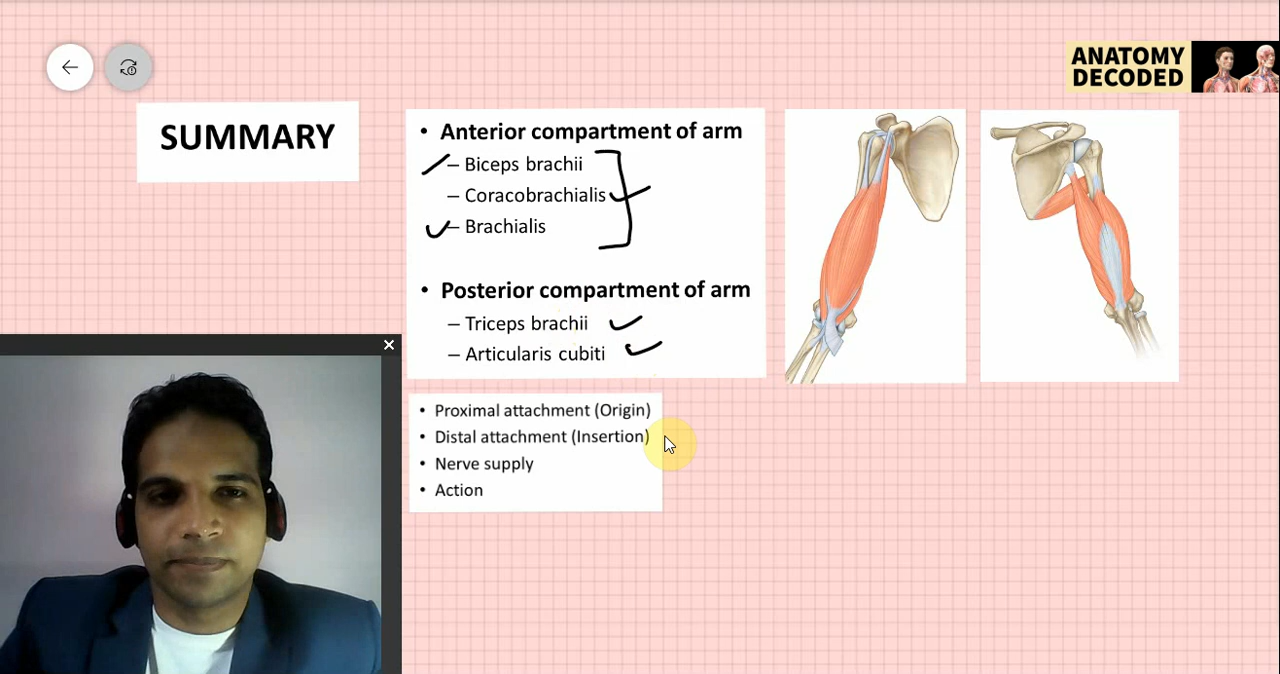 ANATOMY
DECODED
SUMMARY
• Anterior compartment of arm
– Biceps brachii
– Coracobrachialis
– Brachialis
• Posterior compartment of arm
– Triceps brachii
– Articularis cubiti
• Proximal attachment (Origin)
• Distal attachment (Insertion)
• Nerve supply
• Action